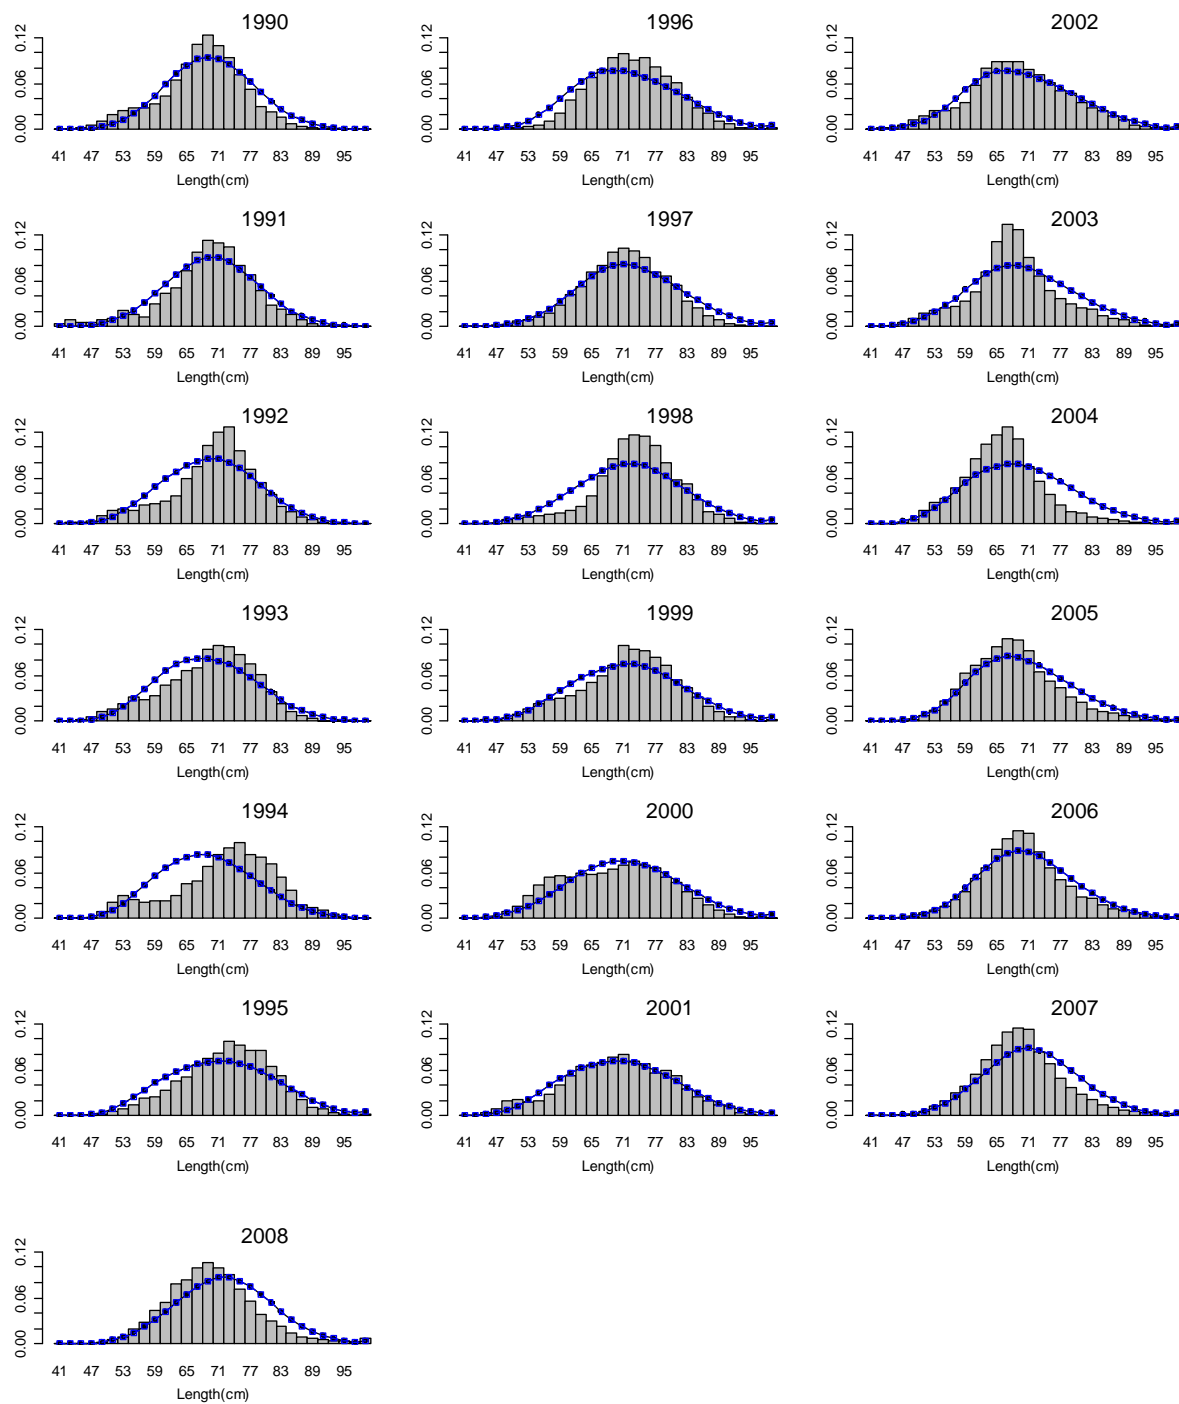 1990 1996 2002
0.00 0.06 0.12 0.00 0.06 0.12 0.00 0.06 0.12
41 47 53 59 65 71 77 83 89 95 41 47 53 59 65 71 77 83 89 95 41 47 53 59 65 71 77 83 89 95
Length(cm) Length(cm) Length(cm)
1991 1997 2003
0.00 0.06 0.12 0.00 0.06 0.12 0.00 0.06 0.12
41 47 53 59 65 71 77 83 89 95 41 47 53 59 65 71 77 83 89 95 41 47 53 59 65 71 77 83 89 95
Length(cm) Length(cm) Length(cm)
1992 1998 2004
0.00 0.06 0.12 0.00 0.06 0.12 0.00 0.06 0.12
41 47 53 59 65 71 77 83 89 95 41 47 53 59 65 71 77 83 89 95 41 47 53 59 65 71 77 83 89 95
Length(cm) Length(cm) Length(cm)
1993 1999 2005
0.00 0.06 0.12 0.00 0.06 0.12 0.00 0.06 0.12
41 47 53 59 65 71 77 83 89 95 41 47 53 59 65 71 77 83 89 95 41 47 53 59 65 71 77 83 89 95
Length(cm) Length(cm) Length(cm)
1994 2000 2006
0.00 0.06 0.12 0.00 0.06 0.12 0.00 0.06 0.12
41 47 53 59 65 71 77 83 89 95 41 47 53 59 65 71 77 83 89 95 41 47 53 59 65 71 77 83 89 95
Length(cm) Length(cm) Length(cm)
1995 2001 2007
0.00 0.06 0.12 0.00 0.06 0.12 0.00 0.06 0.12
41 47 53 59 65 71 77 83 89 95 41 47 53 59 65 71 77 83 89 95 41 47 53 59 65 71 77 83 89 95
Length(cm) Length(cm) Length(cm)
2008
0.00 0.06 0.12
41 47 53 59 65 71 77 83 89 95
Length(cm)